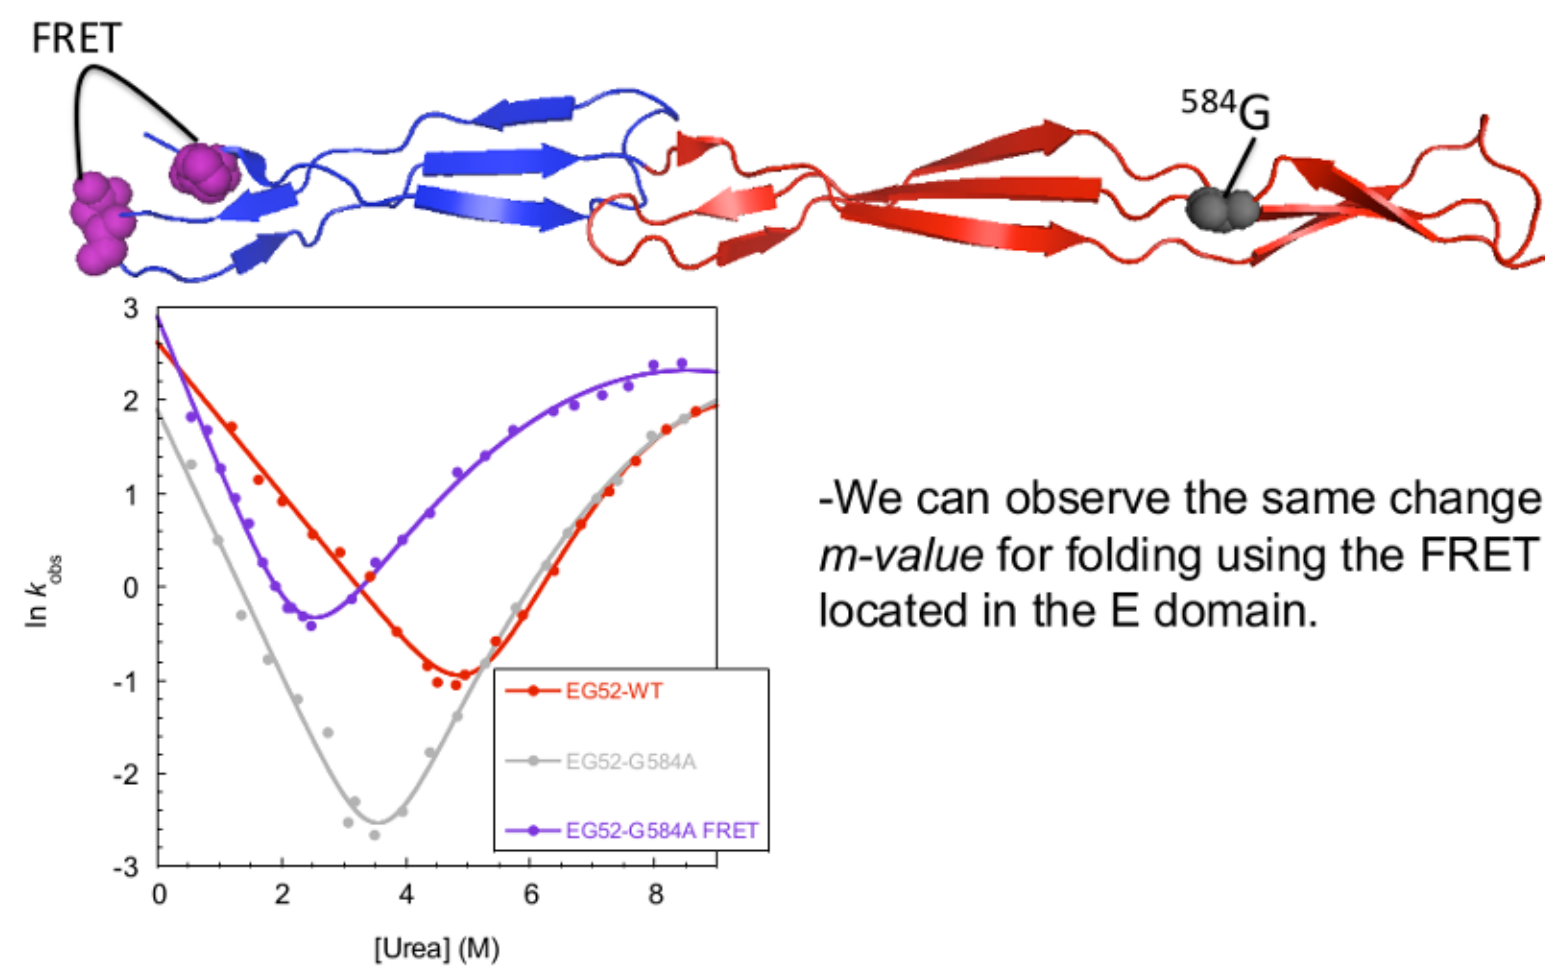 FRET
584G
3
2
1
0
-1
-2
-3
ln kobs
EG52-WT
EG52-G584A
EG52-G584A FRET
0 2 4 6 8
[Urea] (M)
-We can observe the same change
m-value for folding using the FRET
located in the E domain.